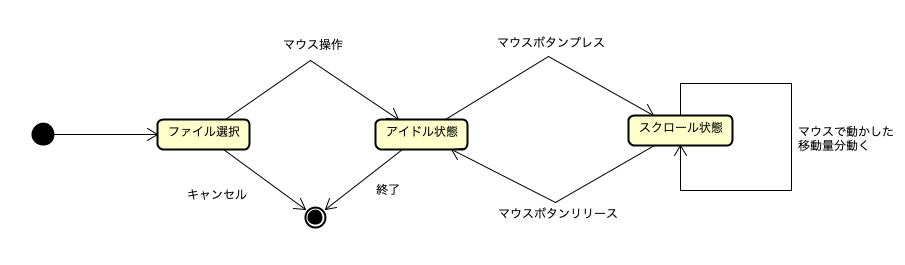 マウス操作
マウスボタンプレス
ファイル選択
アイドル状態
スクロール状態
マウスで動かした
移動量分動く
キャンセル
終了
マウスボタンリリース